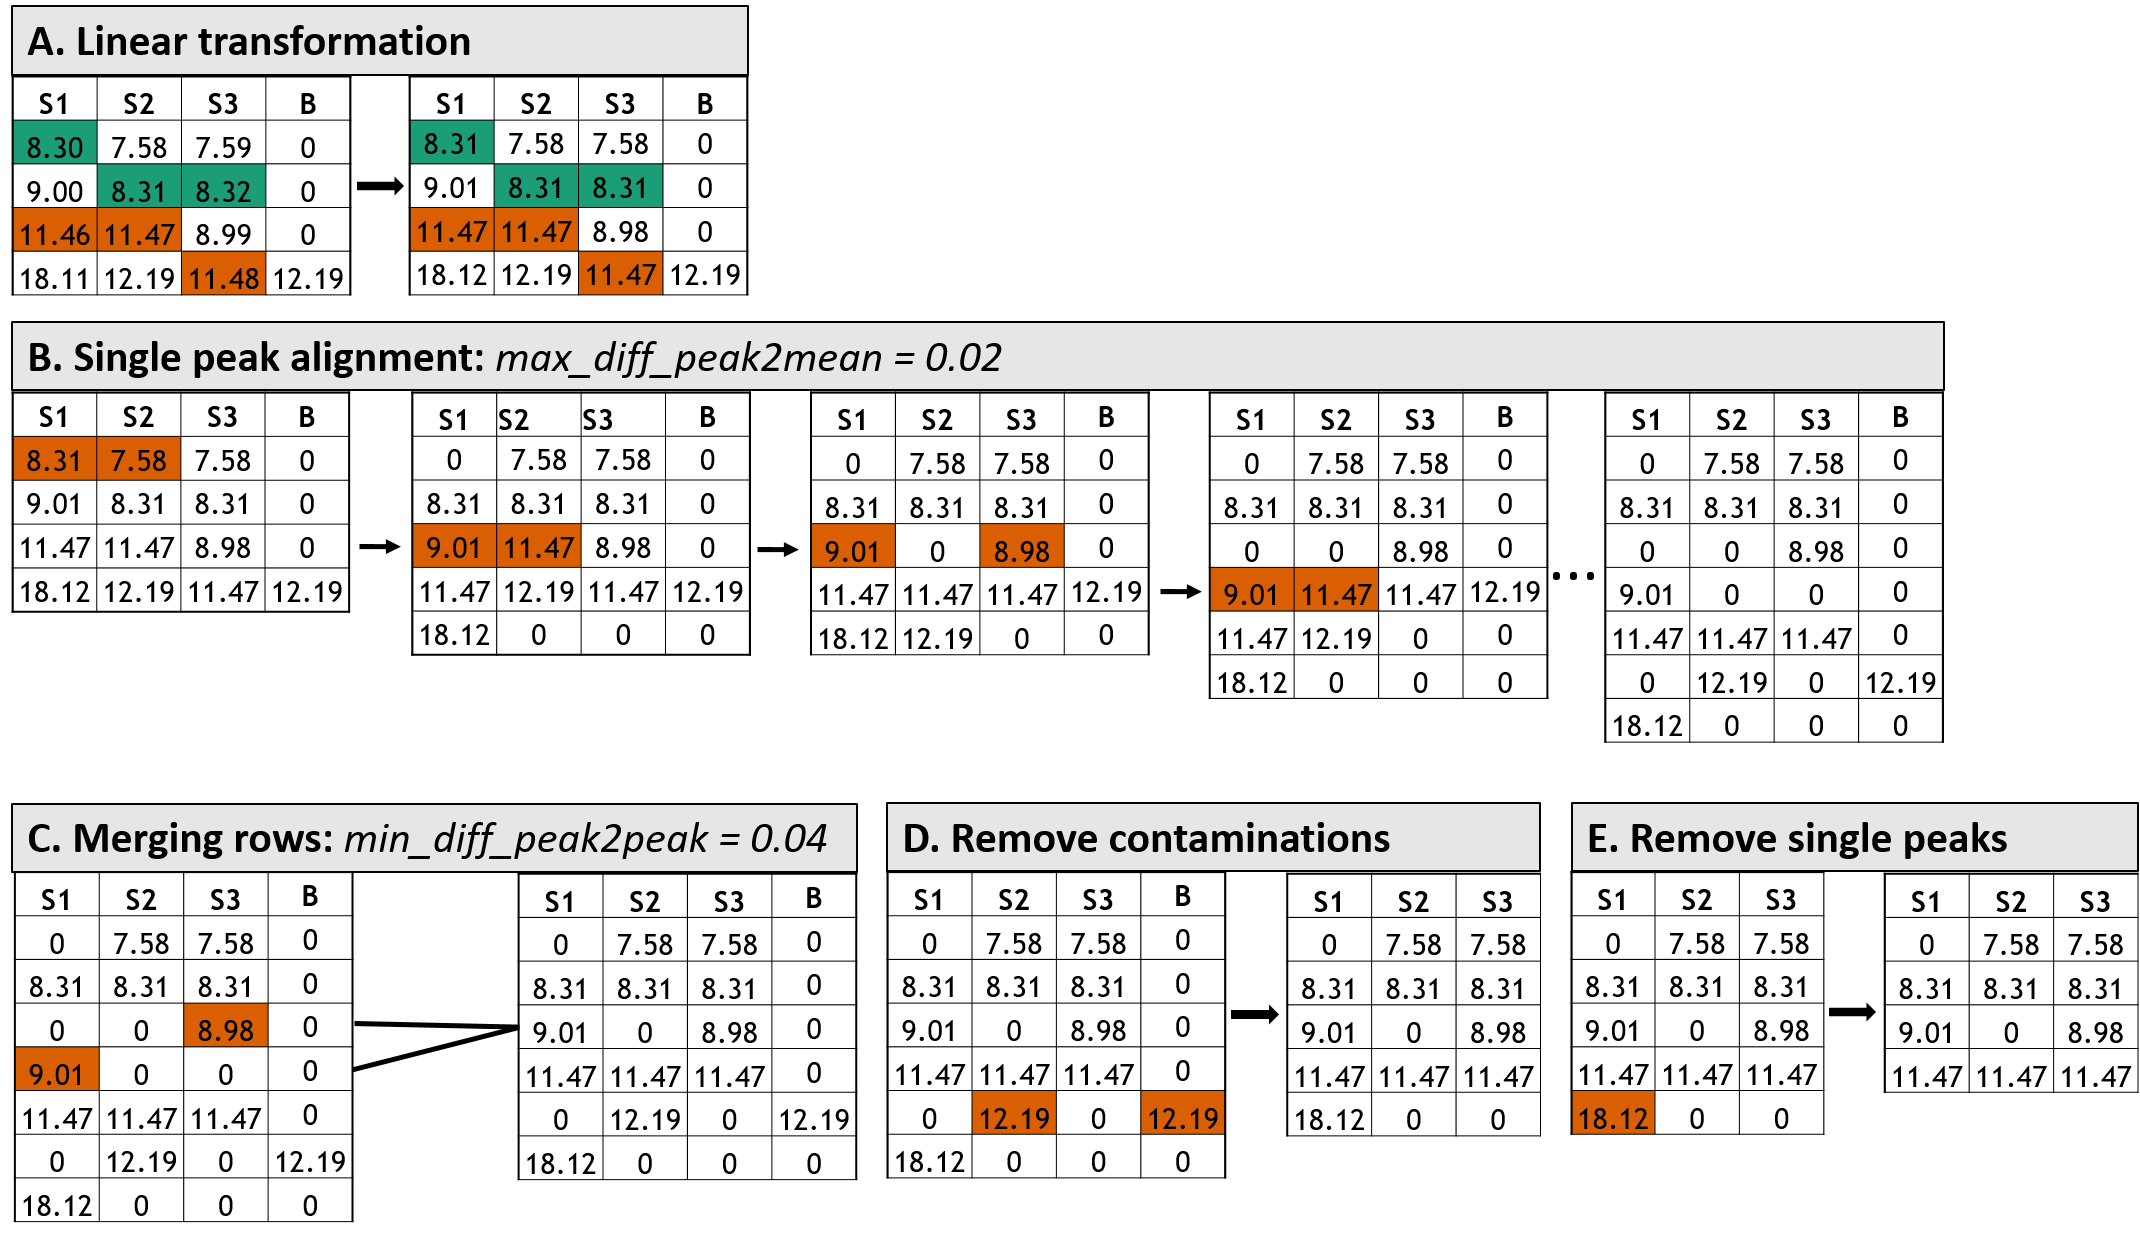 A. Linear transformation
S1 S2 S3 B
8.30 7.58 7.59 0
9.00 8.31 8.32 0
11.46 11.47 8.99 0
18.11 12.19 11.48 12.19
S1 S2 S3 B
8.31 7.58 7.58 0
9.01 8.31 8.31 0
11.47 11.47 8.98 0
18.12 12.19 11.47 12.19
B. Single peak alignment: max_diff_peak2mean = 0.02
S1 S2 S3 B
8.31 7.58 7.58 0
9.01 8.31 8.31 0
11.47 11.47 8.98 0
18.12 12.19 11.47 12.19
S1 S2 S3 B
0 7.58 7.58 0
8.31 8.31 8.31 0
9.01 11.47 8.98 0
11.47 12.19 11.47 12.19
18.12 0 0 0
S1 S2 S3 B
0 7.58 7.58 0
8.31 8.31 8.31 0
9.01 0 8.98 0
11.47 11.47 11.47 12.19
18.12 12.19 0 0
S1 S2 S3 B
0 7.58 7.58 0
8.31 8.31 8.31 0
0 0 8.98 0
9.01 11.47 11.47 12.19
11.47 12.19 0 0
18.12 0 0 0
...
S1 S2 S3 B
0 7.58 7.58 0
8.31 8.31 8.31 0
0 0 8.98 0
9.01 0 0 0
11.47 11.47 11.47 0
0 12.19 0 12.19
18.12 0 0 0
C. Merging rows: min_diff_peak2peak = 0.04
S1 S2 S3 B
0 7.58 7.58 0
8.31 8.31 8.31 0
0 0 8.98 0
9.01 0 0 0
11.47 11.47 11.47 0
0 12.19 0 12.19
18.12 0 0 0
S1 S2 S3 B
0 7.58 7.58 0
8.31 8.31 8.31 0
9.01 0 8.98 0
11.47 11.47 11.47 0
0 12.19 0 12.19
18.12 0 0 0
D. Remove contaminations
S1 S2 S3 B
0 7.58 7.58 0
8.31 8.31 8.31 0
9.01 0 8.98 0
11.47 11.47 11.47 0
0 12.19 0 12.19
18.12 0 0 0
S1 S2 S3
0 7.58 7.58
8.31 8.31 8.31
9.01 0 8.98
11.47 11.47 11.47
18.12 0 0
E. Remove single peaks
S1 S2 S3
0 7.58 7.58
8.31 8.31 8.31
9.01 0 8.98
11.47 11.47 11.47
18.12 0 0
S1 S2 S3
0 7.58 7.58
8.31 8.31 8.31
9.01 0 8.98
11.47 11.47 11.47